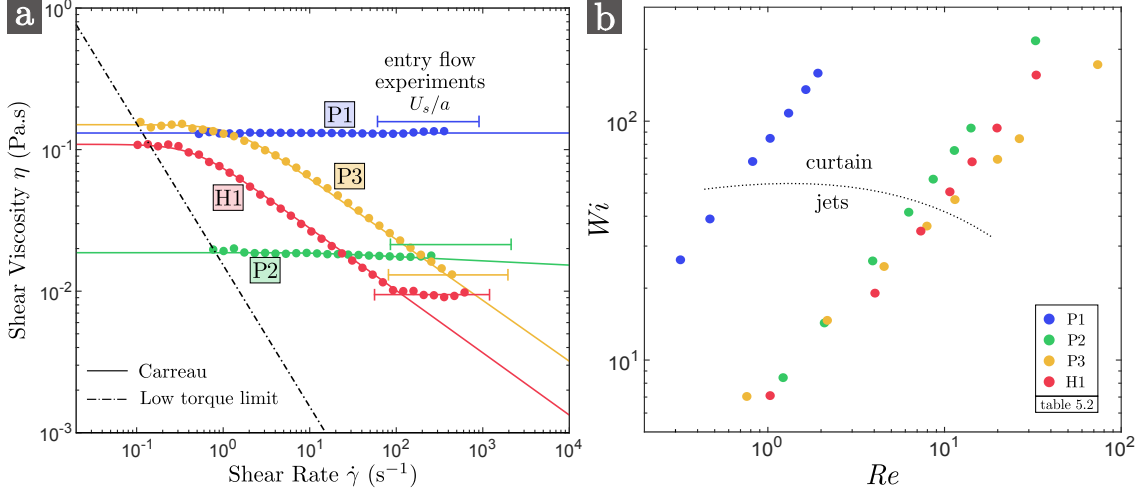 a
10^0
10^-1
10^-2
10^-3
Shear Viscosity η (Pa.s)
entry flow
experiments
U_s/a
P1
P3
H1
P2
Carreau
Low torque limit
10^-1
10^0
10^1
10^2
10^3
10^4
Shear Rate γ̇ (s^-1)
b
10^2
10^1
Wi
curtain
jets
P1
P2
P3
H1
table 5.2
10^0
10^1
10^2
Re